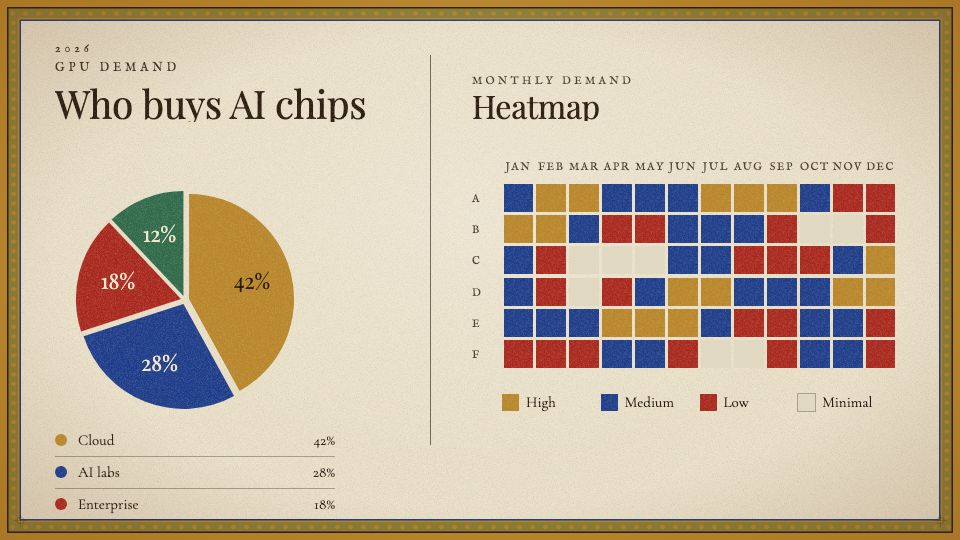 2026
GPU DEMAND
Who buys AI chips
12%
18%
42%
28%
Cloud 42%
AI labs 28%
Enterprise 18%
MONTHLY DEMAND
Heatmap
JAN FEB MAR APR MAY JUN JUL AUG SEP OCT NOV DEC
A
B
C
D
E
F
High Medium Low Minimal